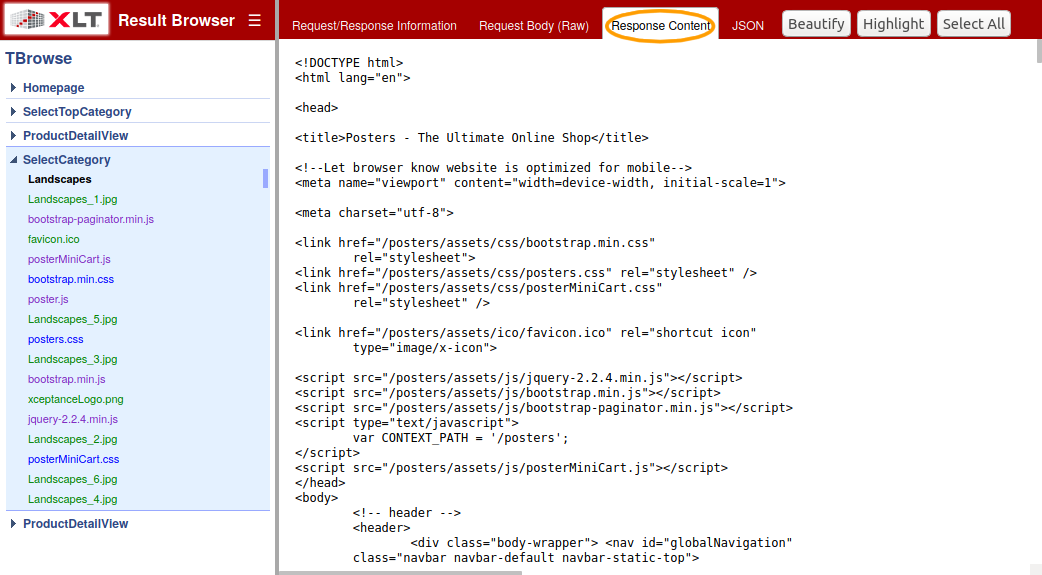 XLT Result Browser ☰
TBrowse
Homepage
SelectTopCategory
ProductDetailView
SelectCategory
Landscapes
Landscapes_1.jpg
bootstrap-paginator.min.js
favicon.ico
posterMiniCart.js
bootstrap.min.css
poster.js
Landscapes_5.jpg
posters.css
Landscapes_3.jpg
bootstrap.min.js
xceptanceLogo.png
jquery-2.2.4.min.js
Landscapes_2.jpg
posterMiniCart.css
Landscapes_6.jpg
Landscapes_4.jpg
ProductDetailView
Request/Response Information Request Body (Raw) Response Content JSON Beautify Highlight Select All
<!DOCTYPE html>
<html lang="en">
<head>
<title>Posters - The Ultimate Online Shop</title>
<!--Let browser know website is optimized for mobile-->
<meta name="viewport" content="width=device-width, initial-scale=1">
<meta charset="utf-8">
<link href="/posters/assets/css/bootstrap.min.css"
rel="stylesheet">
<link href="/posters/assets/css/posters.css" rel="stylesheet" />
<link href="/posters/assets/css/posterMiniCart.css"
rel="stylesheet" />
<link href="/posters/assets/ico/favicon.ico" rel="shortcut icon"
type="image/x-icon">
<script src="/posters/assets/js/jquery-2.2.4.min.js"></script>
<script src="/posters/assets/js/bootstrap.min.js"></script>
<script src="/posters/assets/js/bootstrap-paginator.min.js"></script>
<script type="text/javascript">
var CONTEXT_PATH = '/posters';
</script>
<script src="/posters/assets/js/posterMiniCart.js"></script>
</head>
<body>
<!-- header -->
<header>
<div class="body-wrapper"> <nav id="globalNavigation"
class="navbar navbar-default navbar-static-top">